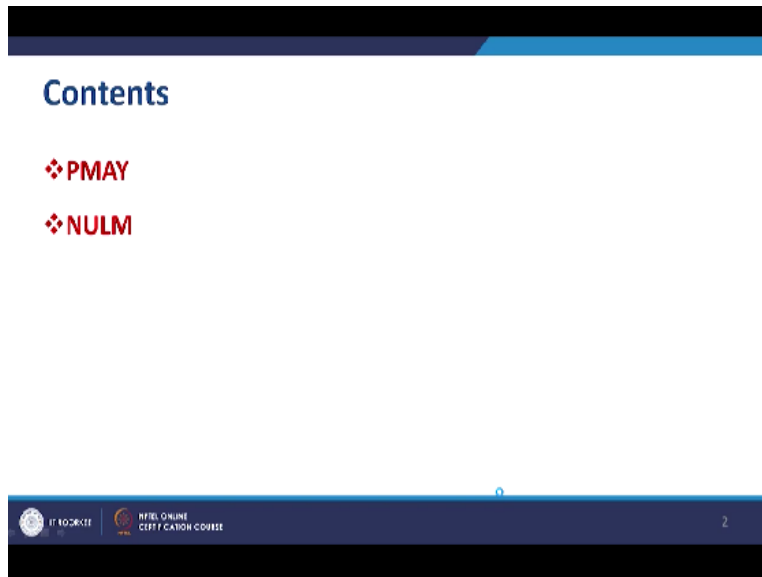 Contents
❖PMAY
❖NULM
IIT ROORKEE
NPTEL ONLINE
CERTIFICATION COURSE
2